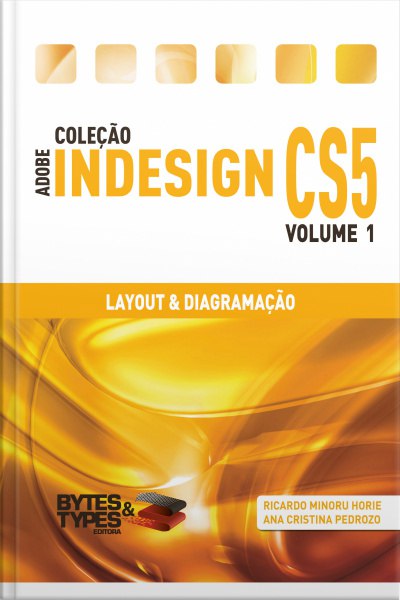 COLEÇÃO
ADOBE
INDESIGN CS5
VOLUME 1
LAYOUT & DIAGRAMAÇÃO
RICARDO MINORU HORIE
ANA CRISTINA PEDROZO
BYTES &
TYPES
EDITORA